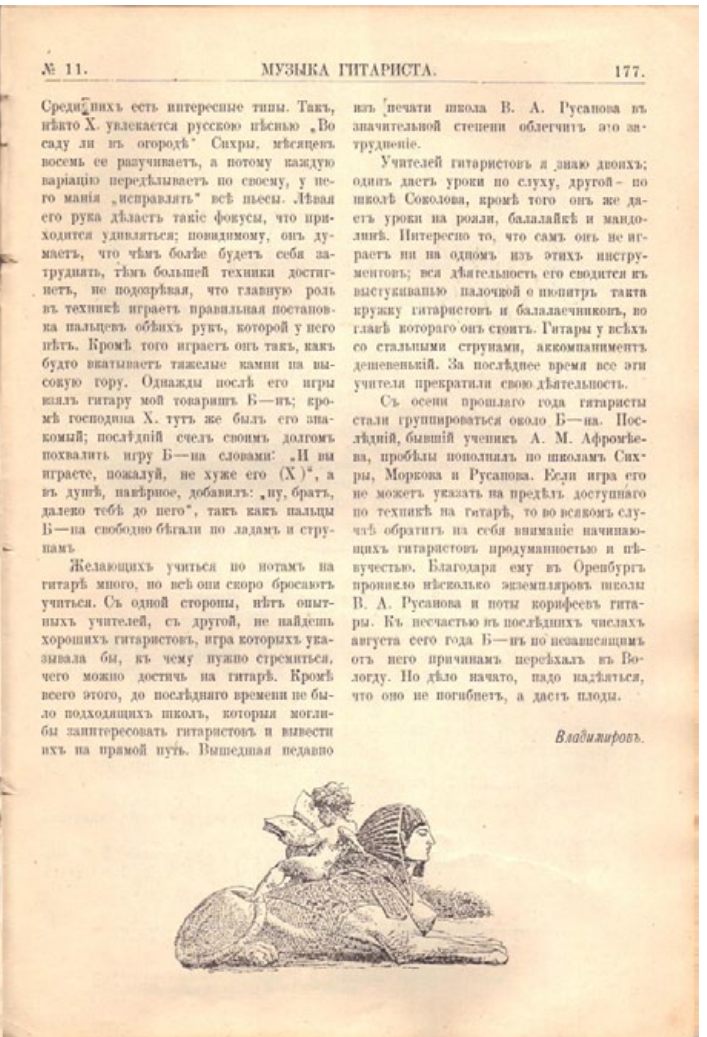 № 11.
МУЗЫКА ГИТАРИСТА.
177.
Среди нихъ есть интересные типы. Такъ,
нѣкто Х. увлекается русскою пѣснью „Во
саду ли въ огородѣ“ Сихры, мѣсяцевъ
восемь ее разучиваетъ, а потому каждую
варіацію передѣлываетъ по своему, у не-
го манія „исправлять“ всѣ пьесы. Лѣвая
его рука дѣлаетъ такіе фокусы, что при-
ходится удивляться; повидимому, онъ ду-
маетъ, что чѣмъ болѣе будетъ себя за-
труднять, тѣмъ большей техники достиг-
нетъ, не подозрѣвая, что главную роль
въ техникѣ играетъ правильная постанов-
ка пальцевъ обѣихъ рукъ, которой у него
нѣтъ. Кромѣ того играетъ онъ такъ, какъ
будто вкатываетъ тяжелые камни на вы-
сокую гору. Однажды послѣ его игры
взялъ гитару мой товарищъ Б—нъ; кро-
мѣ господина Х. тутъ же былъ его зна-
комый; послѣдній счелъ своимъ долгомъ
похвалить игру Б—на словами: „И вы
играете, пожалуй, не хуже его (Х)“, а
въ душѣ, навѣрное, добавилъ: „ну, братъ,
далеко тебѣ до него“, такъ какъ пальцы
Б—на свободно бѣгали по ладамъ и стру-
намъ
Желающихъ учиться по нотамъ на
гитарѣ много, но всѣ они скоро бросаютъ
учиться. Съ одной стороны, нѣтъ опыт-
ныхъ учителей, съ другой, не найдешь
хорошихъ гитаристовъ, игра которыхъ ука-
зывала бы, къ чему нужно стремиться,
чего можно достичь на гитарѣ. Кромѣ
всего этого, до послѣдняго времени не бы-
ло подходящихъ школъ, которыя могли-
бы заинтересовать гитаристовъ и вывести
ихъ на прямой путь. Вышедшая недавно
изъ печати школа В. А. Русанова въ
значительной степени облегчитъ это за-
трудненіе.
Учителей гитаристовъ я знаю двоихъ;
одинъ даетъ уроки по слуху, другой – по
школѣ Соколова, кромѣ того онъ же да-
етъ уроки на рояли, балалайкѣ и мандо-
линѣ. Интересно то, что самъ онъ не иг-
раетъ ни на одномъ изъ этихъ инстру-
ментовъ; вся дѣятельность его сводится къ
выстукиванью палочкой о пюпитръ такта
кружку гитаристовъ и балалаечниковъ, во
главѣ котораго онъ стоитъ. Гитары у всѣхъ
со стальными струнами, аккомпаниментъ
дешевенькій. За послѣднее время все эти
учителя прекратили свою дѣятельность.
Съ осени прошлаго года гитаристы
стали группироваться около Б—на. Пос-
лѣдній, бывшій ученикъ А. М. Афромѣе-
ва, пробѣлы пополнялъ по школамъ Сих-
ры, Моркова и Русанова. Если игра его
не можетъ указать на предѣлъ доступнаго
по техникѣ на гитарѣ, то во всякомъ слу-
чаѣ обратитъ на себя вниманіе начинаю-
щихъ гитаристовъ продуманностью и пѣ-
вучестью. Благодаря ему въ Оренбургъ
проникло нѣсколько экземпляровъ школы
В. А. Русанова и ноты корифеевъ гита-
ры. Къ несчастью въ послѣднихъ числахъ
августа сего года Б—нъ по независящимъ
отъ него причинамъ переѣхалъ въ Во-
логду. Но дѣло начато, надо надѣяться,
что оно не погибнетъ, а дастъ плоды.
Владимировъ.